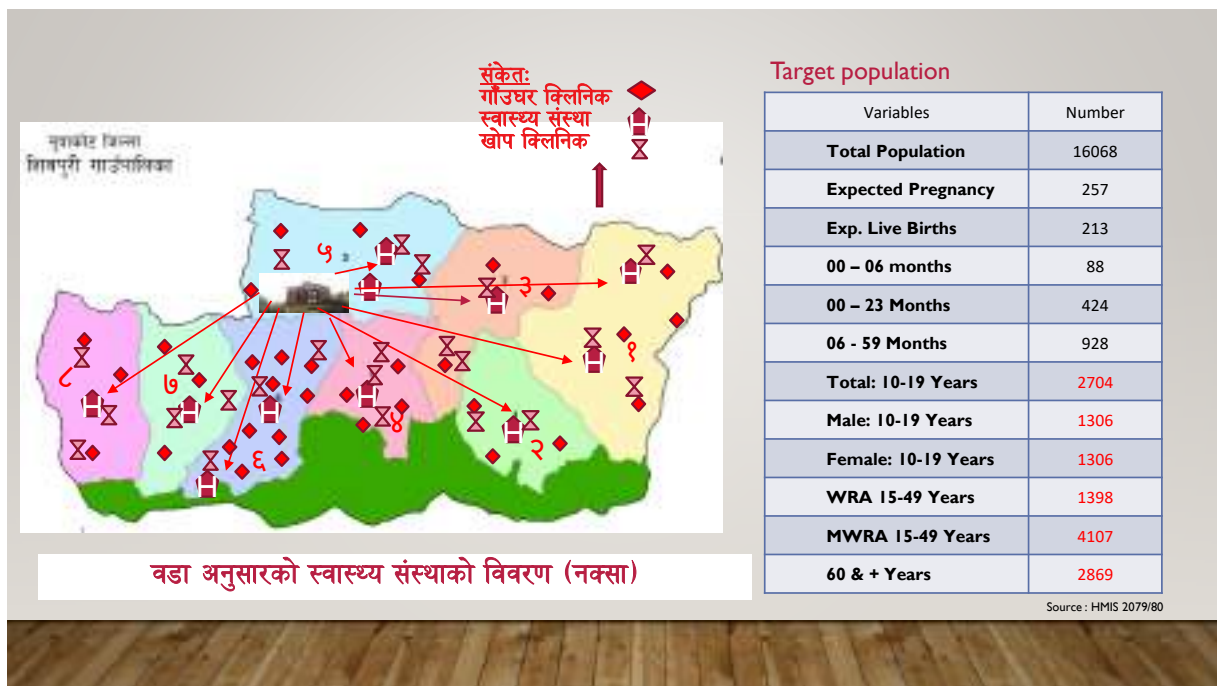 संकेतः
गाँउघर क्लिनिक
स्वास्थ्य संस्था
खोप क्लिनिक
नुवाकोट जिल्ला
शिवपुरी गाउँपालिका
५
३
१
८
७
६
४
२
वडा अनुसारको स्वास्थ्य संस्थाको विवरण (नक्सा)
Target population
Variables Number
Total Population 16068
Expected Pregnancy 257
Exp. Live Births 213
00 – 06 months 88
00 – 23 Months 424
06 - 59 Months 928
Total: 10-19 Years 2704
Male: 10-19 Years 1306
Female: 10-19 Years 1306
WRA 15-49 Years 1398
MWRA 15-49 Years 4107
60 & + Years 2869
Source : HMIS 2079/80